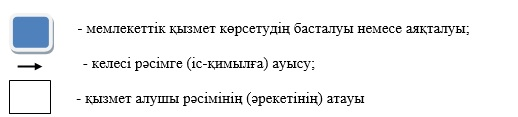 - мемлекеттік қызмет көрсетудің басталуы немесе аяқталуы;
- келесі рәсімге (іс-қимылға) ауысу;
- қызмет алушы рәсімінің (әрекетінің) атауы